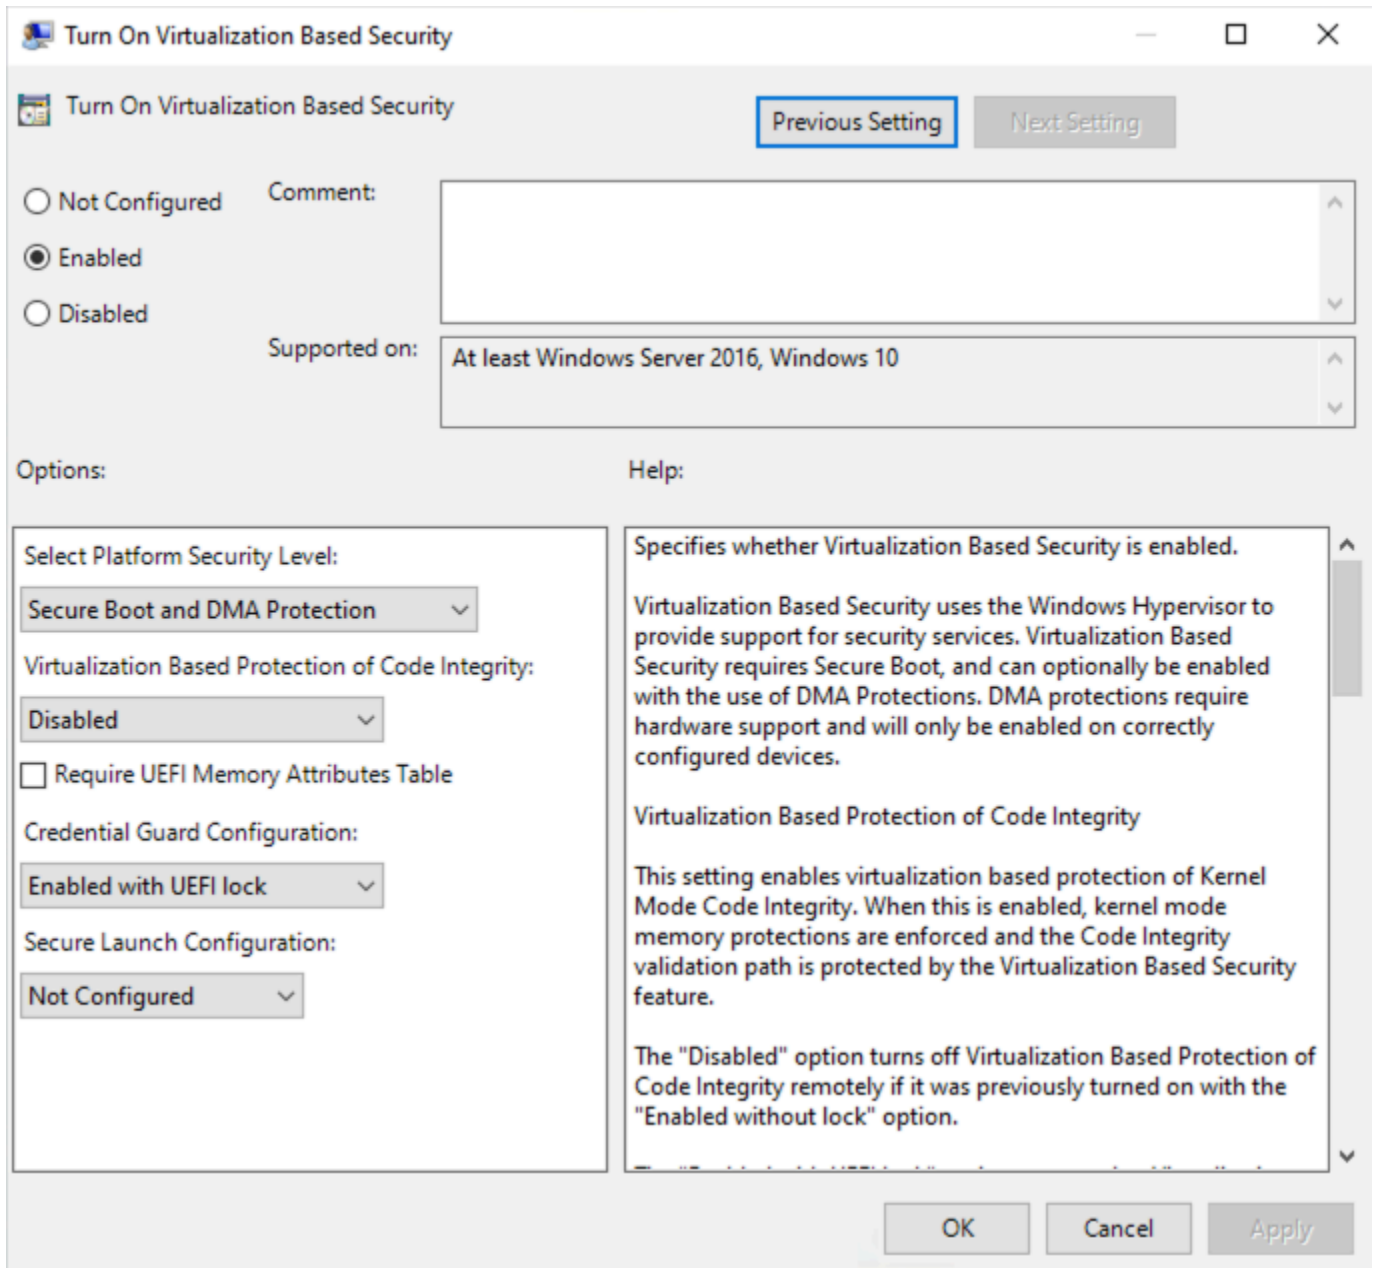 Turn On Virtualization Based Security
Turn On Virtualization Based Security
Previous Setting
Next Setting
Not Configured
Comment:
Enabled
Disabled
Supported on:
At least Windows Server 2016, Windows 10
Options:
Help:
Select Platform Security Level:
Secure Boot and DMA Protection
Virtualization Based Protection of Code Integrity:
Disabled
Require UEFI Memory Attributes Table
Credential Guard Configuration:
Enabled with UEFI lock
Secure Launch Configuration:
Not Configured
Specifies whether Virtualization Based Security is enabled.
Virtualization Based Security uses the Windows Hypervisor to
provide support for security services. Virtualization Based
Security requires Secure Boot, and can optionally be enabled
with the use of DMA Protections. DMA protections require
hardware support and will only be enabled on correctly
configured devices.
Virtualization Based Protection of Code Integrity
This setting enables virtualization based protection of Kernel
Mode Code Integrity. When this is enabled, kernel mode
memory protections are enforced and the Code Integrity
validation path is protected by the Virtualization Based Security
feature.
The "Disabled" option turns off Virtualization Based Protection of
Code Integrity remotely if it was previously turned on with the
"Enabled without lock" option.
OK
Cancel
Apply